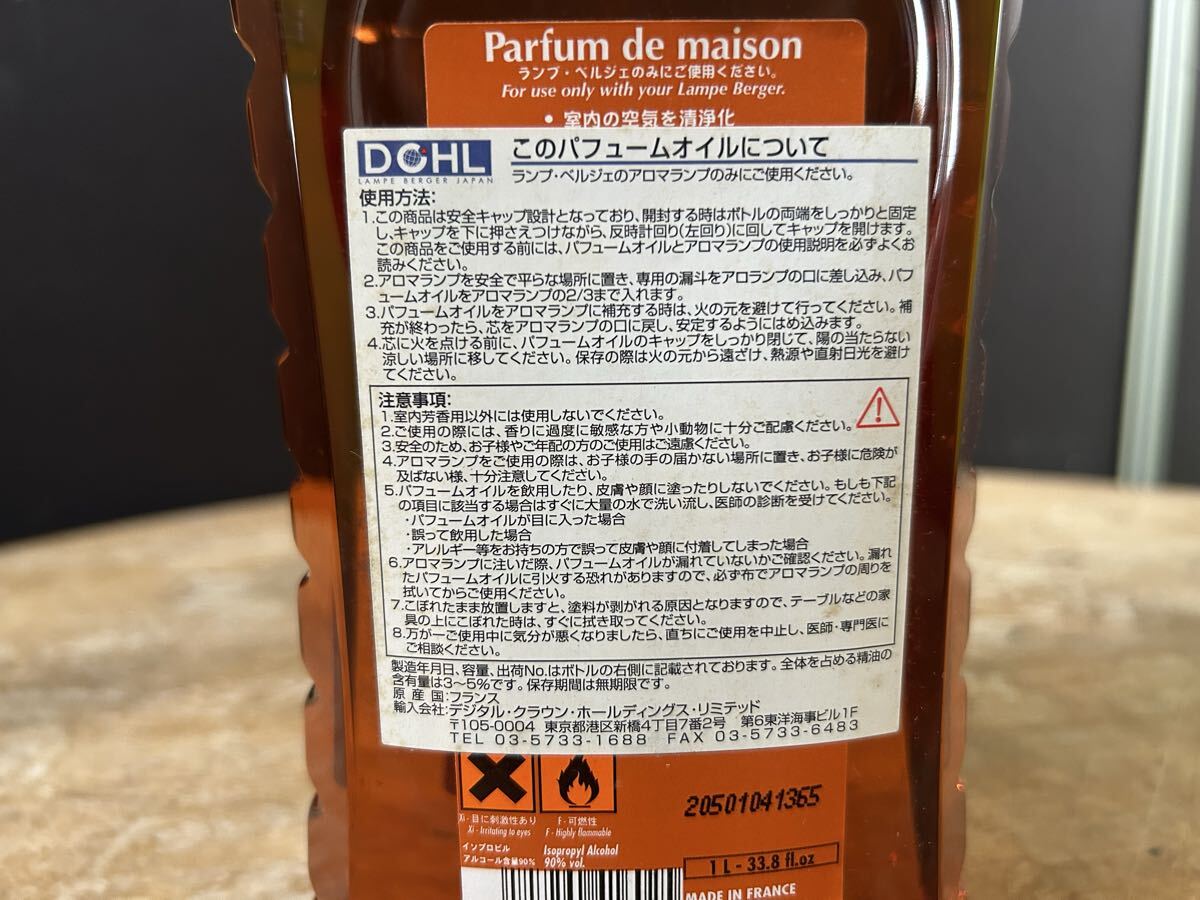 Parfum de maison
ランプ・ベルジェのみにご使用ください。
For use only with your Lampe Berger.
• 室内の空気を清浄化
DOHL
LAMPE BERGER JAPAN
このパフュームオイルについて
ランプ・ベルジェのアロマランプのみにご使用ください。
使用方法:
1.この商品は安全キャップ設計となっており、開封する時はボトルの両端をしっかりと固定
し、キャップを下に押さえつけながら、反時計回り(左回り)に回してキャップを開けます。
この商品をご使用する前には、パフュームオイルとアロマランプの使用説明を必ずよくお
読みください。
2.アロマランプを安全で平らな場所に置き、専用の漏斗をアロランプの口に差し込み、パフ
ュームオイルをアロマランプの2/3まで入れます。
3.パフュームオイルをアロマランプに補充する時は、火の元を避けて行ってください。補
充が終わったら、芯をアロマランプの口に戻し、安定するようにはめ込みます。
4.芯に火を点ける前に、パフュームオイルのキャップをしっかり閉じて、陽の当たらない
涼しい場所に移してください。保存の際は火の元から遠ざけ、熱源や直射日光を避け
てください。
注意事項:
1.室内芳香用以外には使用しないでください。
2.ご使用の際には、香りに過度に敏感な方や小動物に十分ご配慮ください。
3.安全のため、お子様やご年配の方のご使用はご遠慮ください。
4.アロマランプをご使用の際は、お子様の手の届かない場所に置き、お子様に危険が
及ばない様、十分注意してください。
5.パフュームオイルを飲用したり、皮膚や顔に塗ったりしないでください。もしも下記
の項目に該当する場合はすぐに大量の水で洗い流し、医師の診断を受けてください。
・パフュームオイルが目に入った場合
・誤って飲用した場合
・アレルギー等をお持ちの方で誤って皮膚や顔に付着してしまった場合
6.アロマランプに注いだ際、パフュームオイルが漏れていないかご確認ください。漏れ
たパフュームオイルに引火する恐れがありますので、必ず布でアロマランプの周りを
拭いてからご使用ください。
7.こぼれたまま放置しますと、塗料が剥がれる原因となりますので、テーブルなどの家
具の上にこぼれた時は、すぐに拭き取ってください。
8.万が一ご使用中に気分が悪くなりましたら、直ちにご使用を中止し、医師・専門医に
ご相談ください。
製造年月日、容量、出荷No.はボトルの右側に記載されております。全体を占める精油の
含有量は3~5%です。保存期間は無期限です。
原 産 国:フランス
輸入会社:デジタル・クラウン・ホールディングス・リミテッド
〒105-0004 東京都港区新橋4丁目7番2号 第6東洋海事ビル1F
TEL 03-5733-1688 FAX 03-5733-6483
Xi - 目に刺激性あり
Xi - Irritating to eyes
F - 可燃性
F - Highly flammable
20501041365
イソプロピル
アルコール含量90%
Isopropyl Alcohol
90% vol.
1 L - 33.8 fl.oz
MADE IN FRANCE